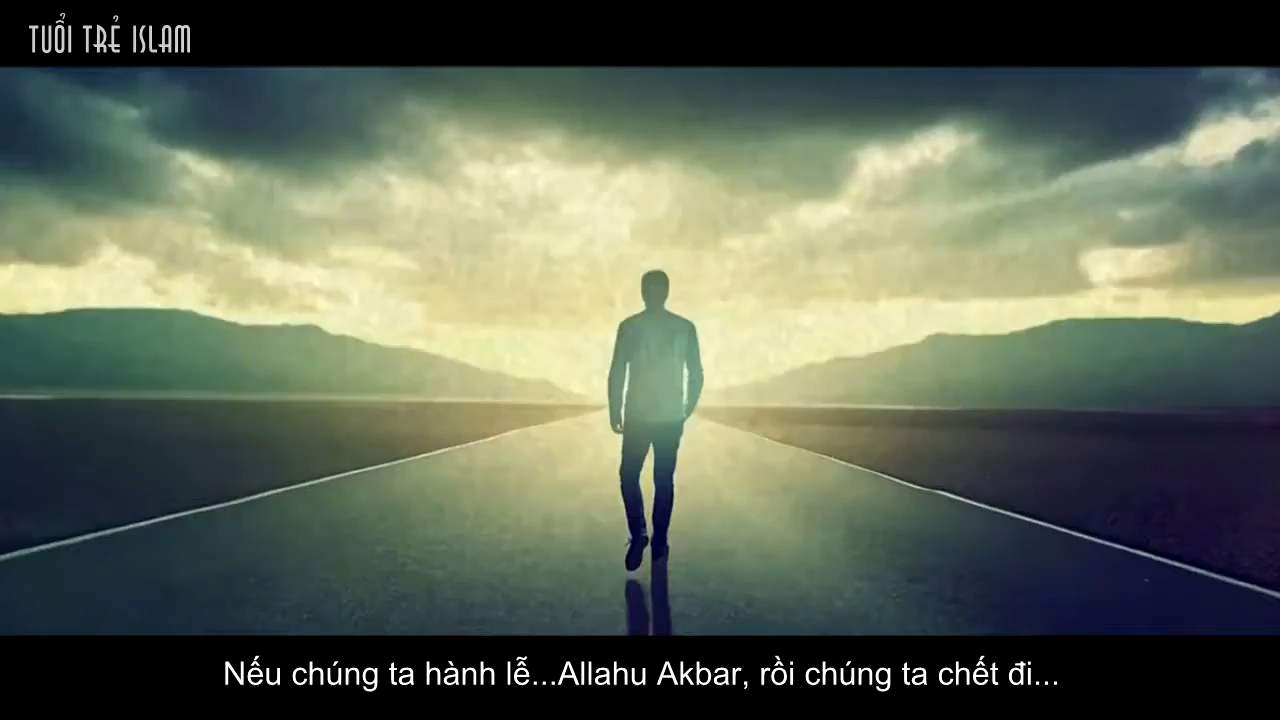 TUỔI TRẺ ISLAM
Nếu chúng ta hành lễ...Allahu Akbar, rồi chúng ta chết đi...